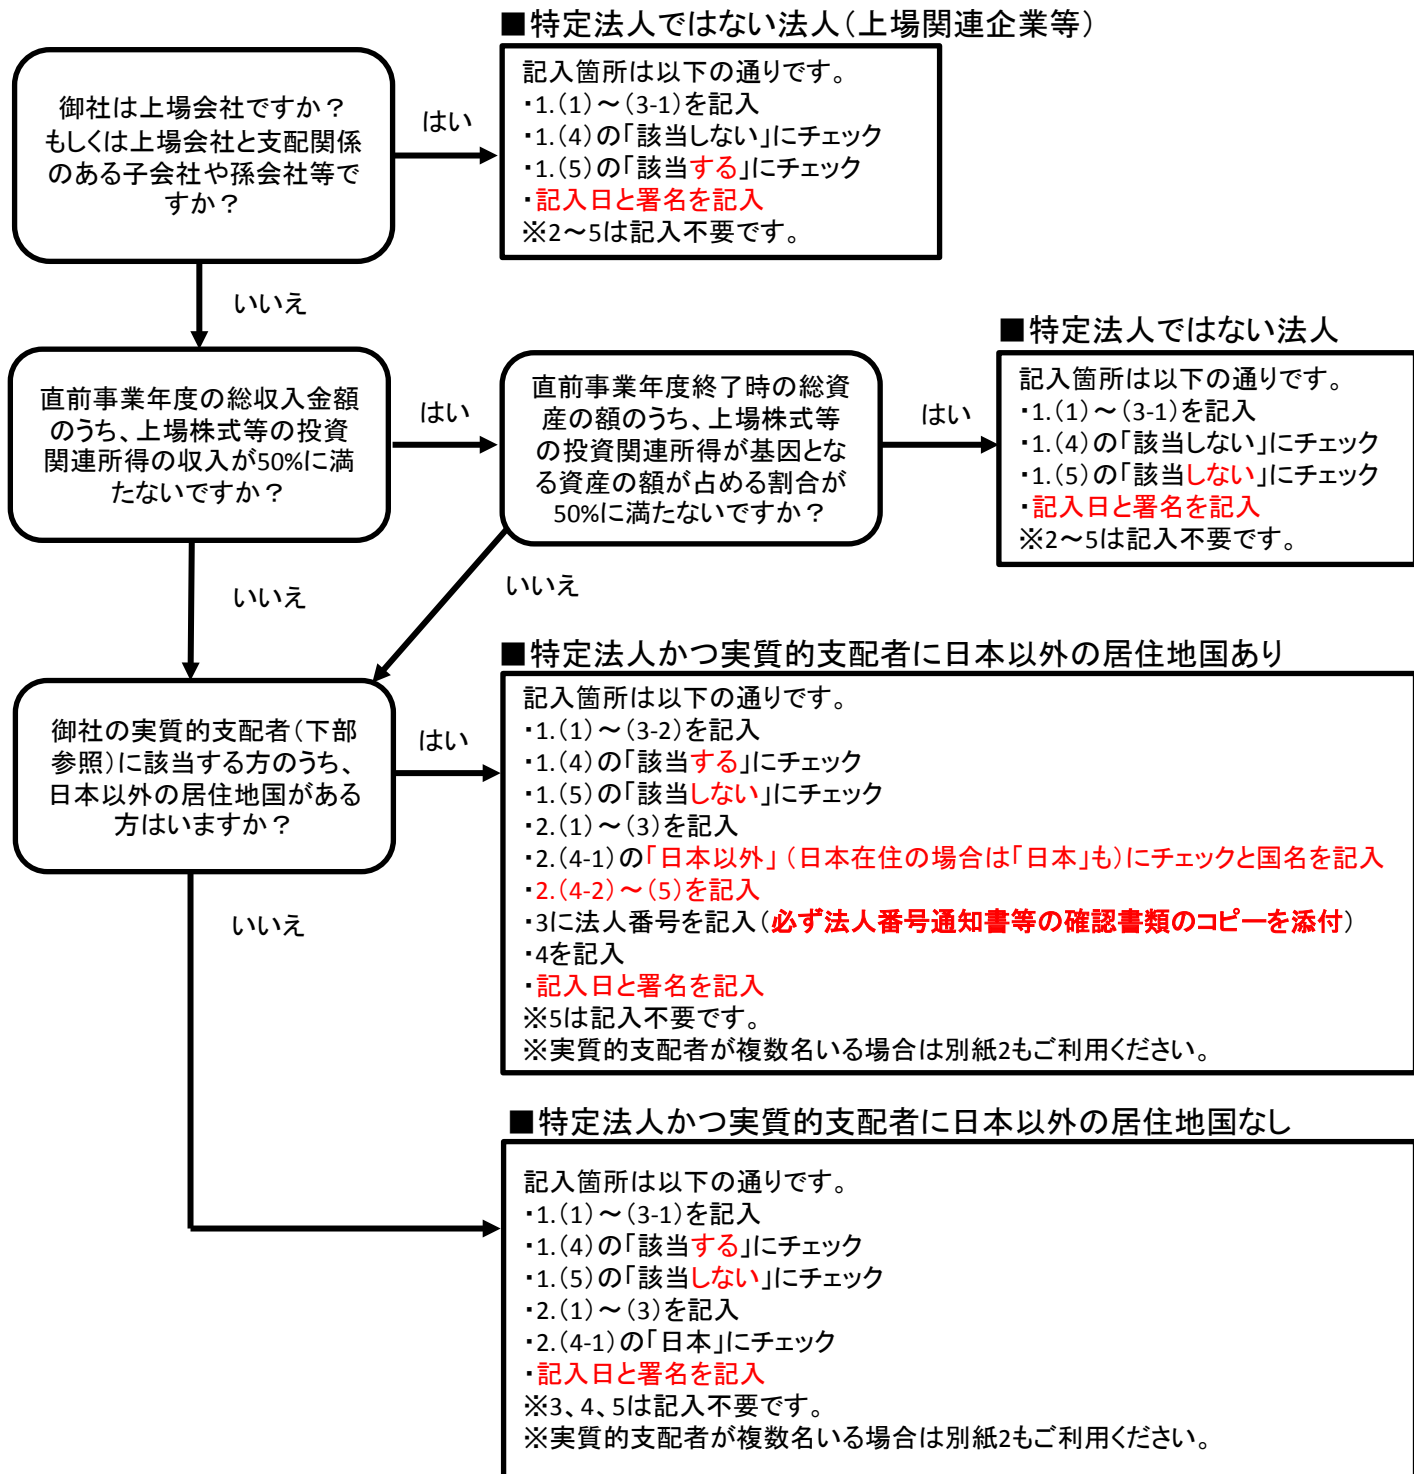 ■特定法人ではない法人（上場関連企業等）
御社は上場会社ですか？
もしくは上場会社と支配関係
のある子会社や孫会社等で
すか？
はい
記入箇所は以下の通りです。
・1.（1）～（3-1）を記入
・1.（4）の「該当しない」にチェック
・1.（5）の「該当する」にチェック
・記入日と署名を記入
※2～5は記入不要です。
いいえ
直前事業年度の総収入金額
のうち、上場株式等の投資
関連所得の収入が50%に満
たないですか？
はい
直前事業年度終了時の総資
産の額のうち、上場株式等
の投資関連所得が基因とな
る資産の額が占める割合が
50%に満たないですか？
はい
■特定法人ではない法人
記入箇所は以下の通りです。
・1.（1）～（3-1）を記入
・1.（4）の「該当しない」にチェック
・1.（5）の「該当しない」にチェック
・記入日と署名を記入
※2～5は記入不要です。
いいえ
いいえ
御社の実質的支配者（下部
参照）に該当する方のうち、
日本以外の居住地国がある
方はいますか？
はい
■特定法人かつ実質的支配者に日本以外の居住地国あり
記入箇所は以下の通りです。
・1.（1）～（3-2）を記入
・1.（4）の「該当する」にチェック
・1.（5）の「該当しない」にチェック
・2.（1）～（3）を記入
・2.（4-1）の「日本以外」（日本在住の場合は「日本」も）にチェックと国名を記入
・2.（4-2）～（5）を記入
・3に法人番号を記入（必ず法人番号通知書等の確認書類のコピーを添付）
・4を記入
・記入日と署名を記入
※5は記入不要です。
※実質的支配者が複数名いる場合は別紙2もご利用ください。
いいえ
■特定法人かつ実質的支配者に日本以外の居住地国なし
記入箇所は以下の通りです。
・1.（1）～（3-1）を記入
・1.（4）の「該当する」にチェック
・1.（5）の「該当しない」にチェック
・2.（1）～（3）を記入
・2.（4-1）の「日本」にチェック
・記入日と署名を記入
※3、4、5は記入不要です。
※実質的支配者が複数名いる場合は別紙2もご利用ください。